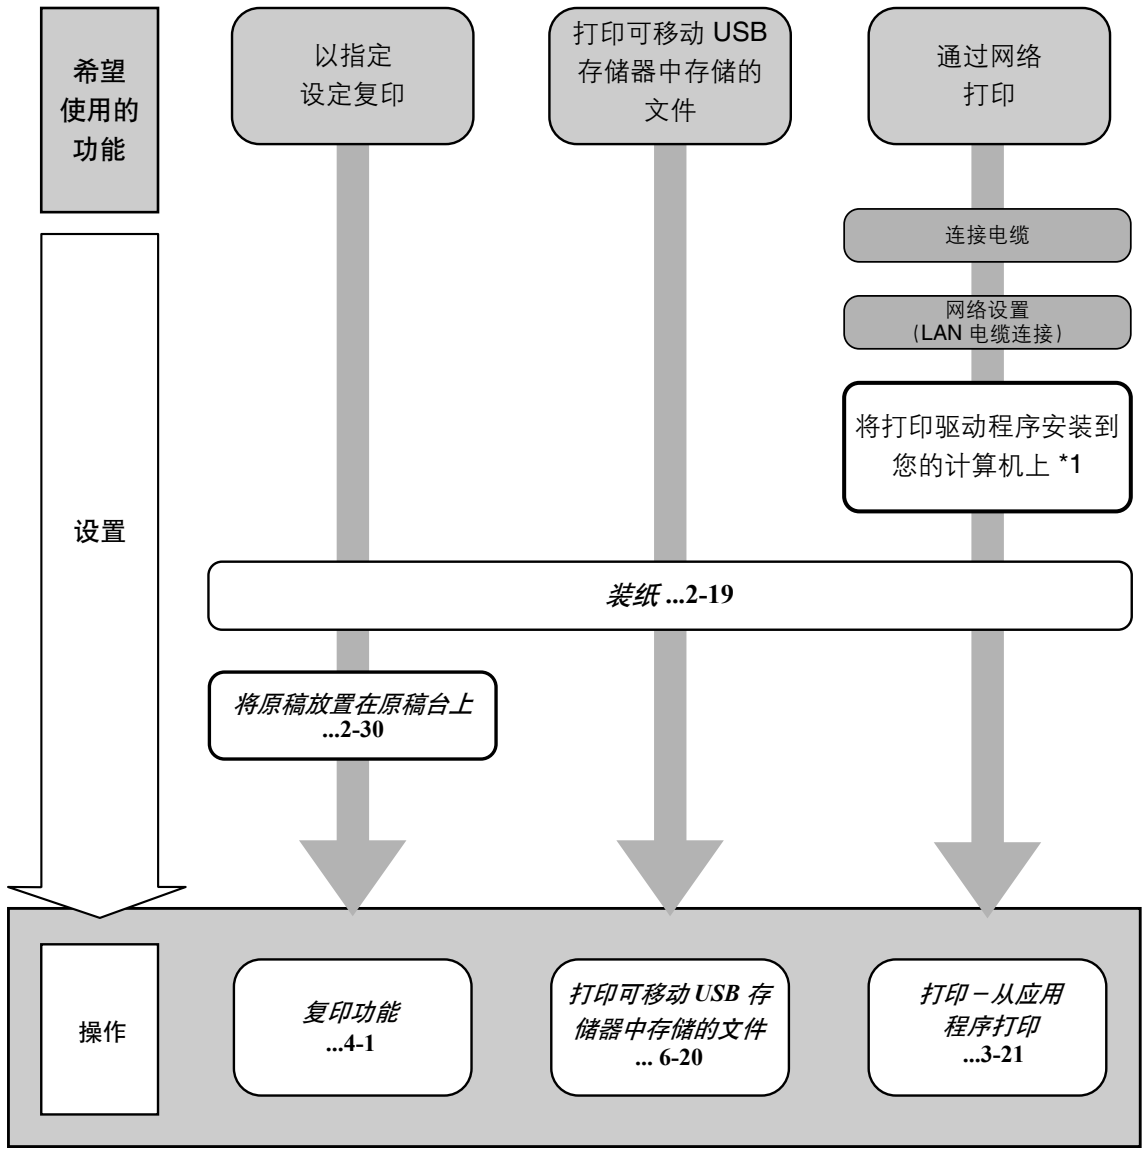 希望
使用的
功能
以指定
设定复印
打印可移动 USB
存储器中存储的
文件
通过网络
打印
连接电缆
网络设置
（LAN 电缆连接）
将打印驱动程序安装到
您的计算机上 *1
设置
装纸 ...2-19
将原稿放置在原稿台上
...2-30
操作
复印功能
...4-1
打印可移动 USB 存
储器中存储的文件
... 6-20
打印－从应用
程序打印
...3-21